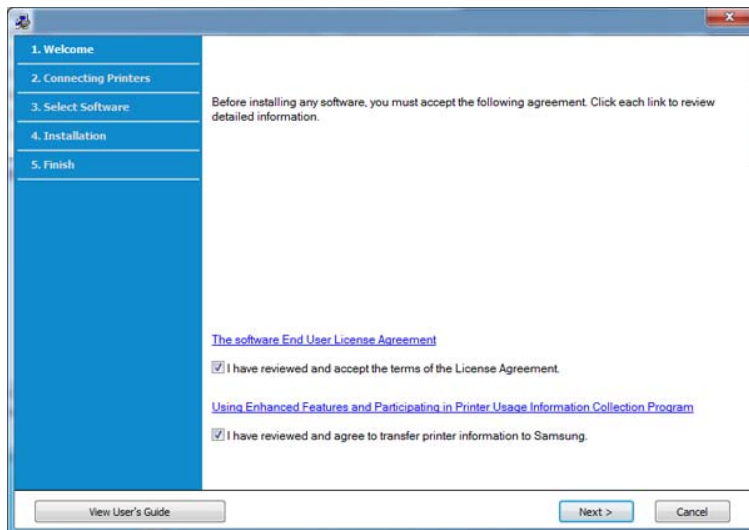 1. Welcome
2. Connecting Printers
3. Select Software
4. Installation
5. Finish
Before installing any software, you must accept the following agreement. Click each link to review
detailed information.
The software End User License Agreement
I have reviewed and accept the terms of the License Agreement.
Using Enhanced Features and Participating in Printer Usage Information Collection Program
I have reviewed and agree to transfer printer information to Samsung.
View User's Guide
Next >
Cancel